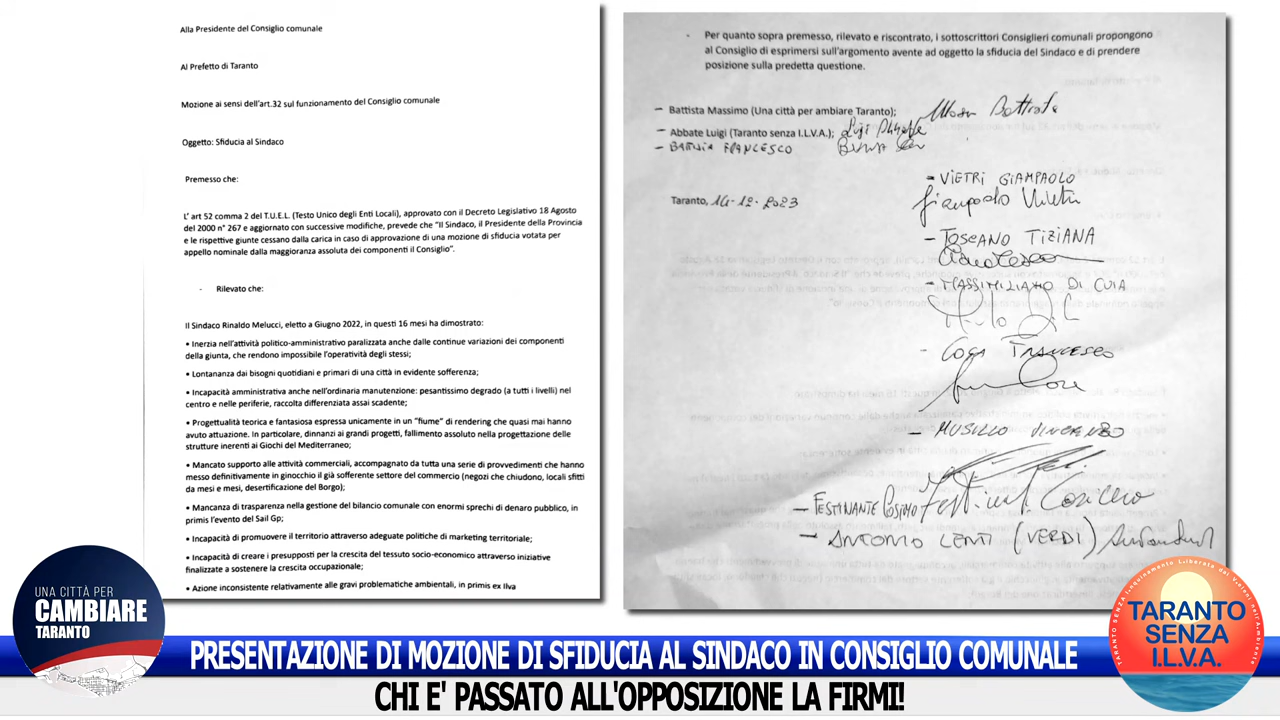 Alla Presidente del Consiglio comunale
Al Prefetto di Taranto
Mozione ai sensi dell'art.32 sul funzionamento del Consiglio comunale
Oggetto: Sfiducia al Sindaco
Premesso che:
L' art 52 comma 2 del T.U.E.L. (Testo Unico degli Enti Locali), approvato con il Decreto Legislativo 18 Agosto
del 2000 n° 267 e aggiornato con successive modifiche, prevede che "Il Sindaco, il Presidente della Provincia
e le rispettive giunte cessano dalla carica in caso di approvazione di una mozione di sfiducia votata per
appello nominale dalla maggioranza assoluta dei componenti il Consiglio".
- Rilevato che:
Il Sindaco Rinaldo Melucci, eletto a Giugno 2022, in questi 16 mesi ha dimostrato:
• Inerzia nell'attività politico-amministrativo paralizzata anche dalle continue variazioni dei componenti
della giunta, che rendono impossibile l'operatività degli stessi;
• Lontananza dai bisogni quotidiani e primari di una città in evidente sofferenza;
• Incapacità amministrativa anche nell'ordinaria manutenzione: pesantissimo degrado (a tutti i livelli) nel
centro e nelle periferie, raccolta differenziata assai scadente;
• Progettualità teorica e fantasiosa espressa unicamente in un "fiume" di rendering che quasi mai hanno
avuto attuazione. In particolare, dinnanzi ai grandi progetti, fallimento assoluto nella progettazione delle
strutture inerenti ai Giochi del Mediterraneo;
• Mancato supporto alle attività commerciali, accompagnato da tutta una serie di provvedimenti che hanno
messo definitivamente in ginocchio il già sofferente settore del commercio (negozi che chiudono, locali sfitti
da mesi e mesi, desertificazione del Borgo);
• Mancanza di trasparenza nella gestione del bilancio comunale con enormi sprechi di denaro pubblico, in
primis l'evento del Sail Gp;
• Incapacità di promuovere il territorio attraverso adeguate politiche di marketing territoriale;
• Incapacità di creare i presupposti per la crescita del tessuto socio-economico attraverso iniziative
finalizzate a sostenere la crescita occupazionale;
• Azione inconsistente relativamente alle gravi problematiche ambientali, in primis ex Ilva
- Per quanto sopra premesso, rilevato e riscontrato, i sottoscrittori Consiglieri comunali propongono
al Consiglio di esprimersi sull'argomento avente ad oggetto la sfiducia del Sindaco e di prendere
posizione sulla predetta questione.
- Battista Massimo (Una città per ambiare Taranto);
- Abbate Luigi (Taranto senza I.L.V.A.);
- BATTISTA FRANCESCO
Taranto, 14-12-2023
- VIETRI GIAMPAOLO
Giampaolo Vietri
- TOSCANO TIZIANA
- MASSIMILIANO DI CUIA
- COSA FRANCESCO
- MUSILLO VINCENZO
- FESTINANTE COSIMO
- ANTONIO LENTI (VERDI)
UNA CITTÀ PER
CAMBIARE
TARANTO
TARANTO SENZA Inquinamento Liberata dai Veleni nell'Ambiente
TARANTO
SENZA
I.L.V.A.
PRESENTAZIONE DI MOZIONE DI SFIDUCIA AL SINDACO IN CONSIGLIO COMUNALE
CHI E' PASSATO ALL'OPPOSIZIONE LA FIRMI!